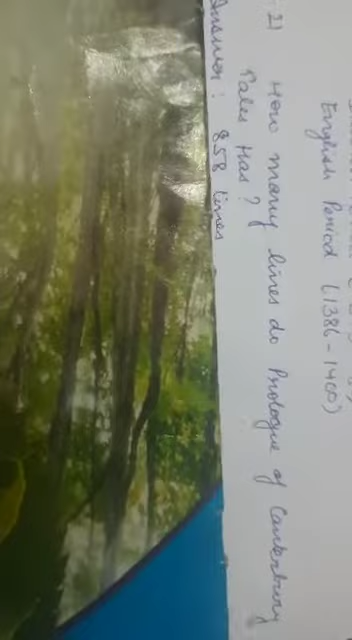 English Period (1386-1400)
2) How many lines do Prologue of Canterbury
Tales Has?
Answer: 858 lines